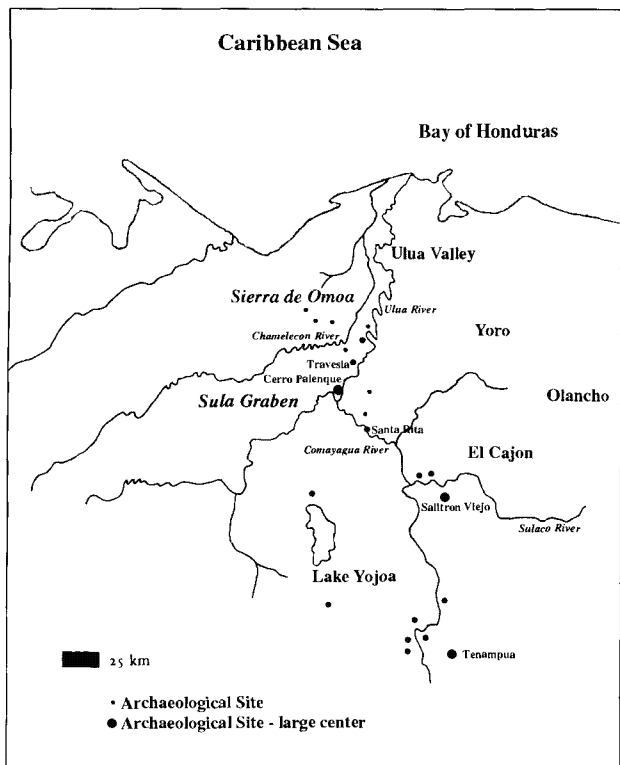 Caribbean Sea
Bay of Honduras
Ulua Valley
Sierra de Omoa
Ulua River
Chamelecon River
Yoro
Travesia
Cerro Palenque
Sula Graben
Olancho
Santa Rita
Comayagua River
El Cajon
Salitron Viejo
Sulaco River
Lake Yojoa
Tenampua
25 km
Archaeological Site
Archaeological Site - large center